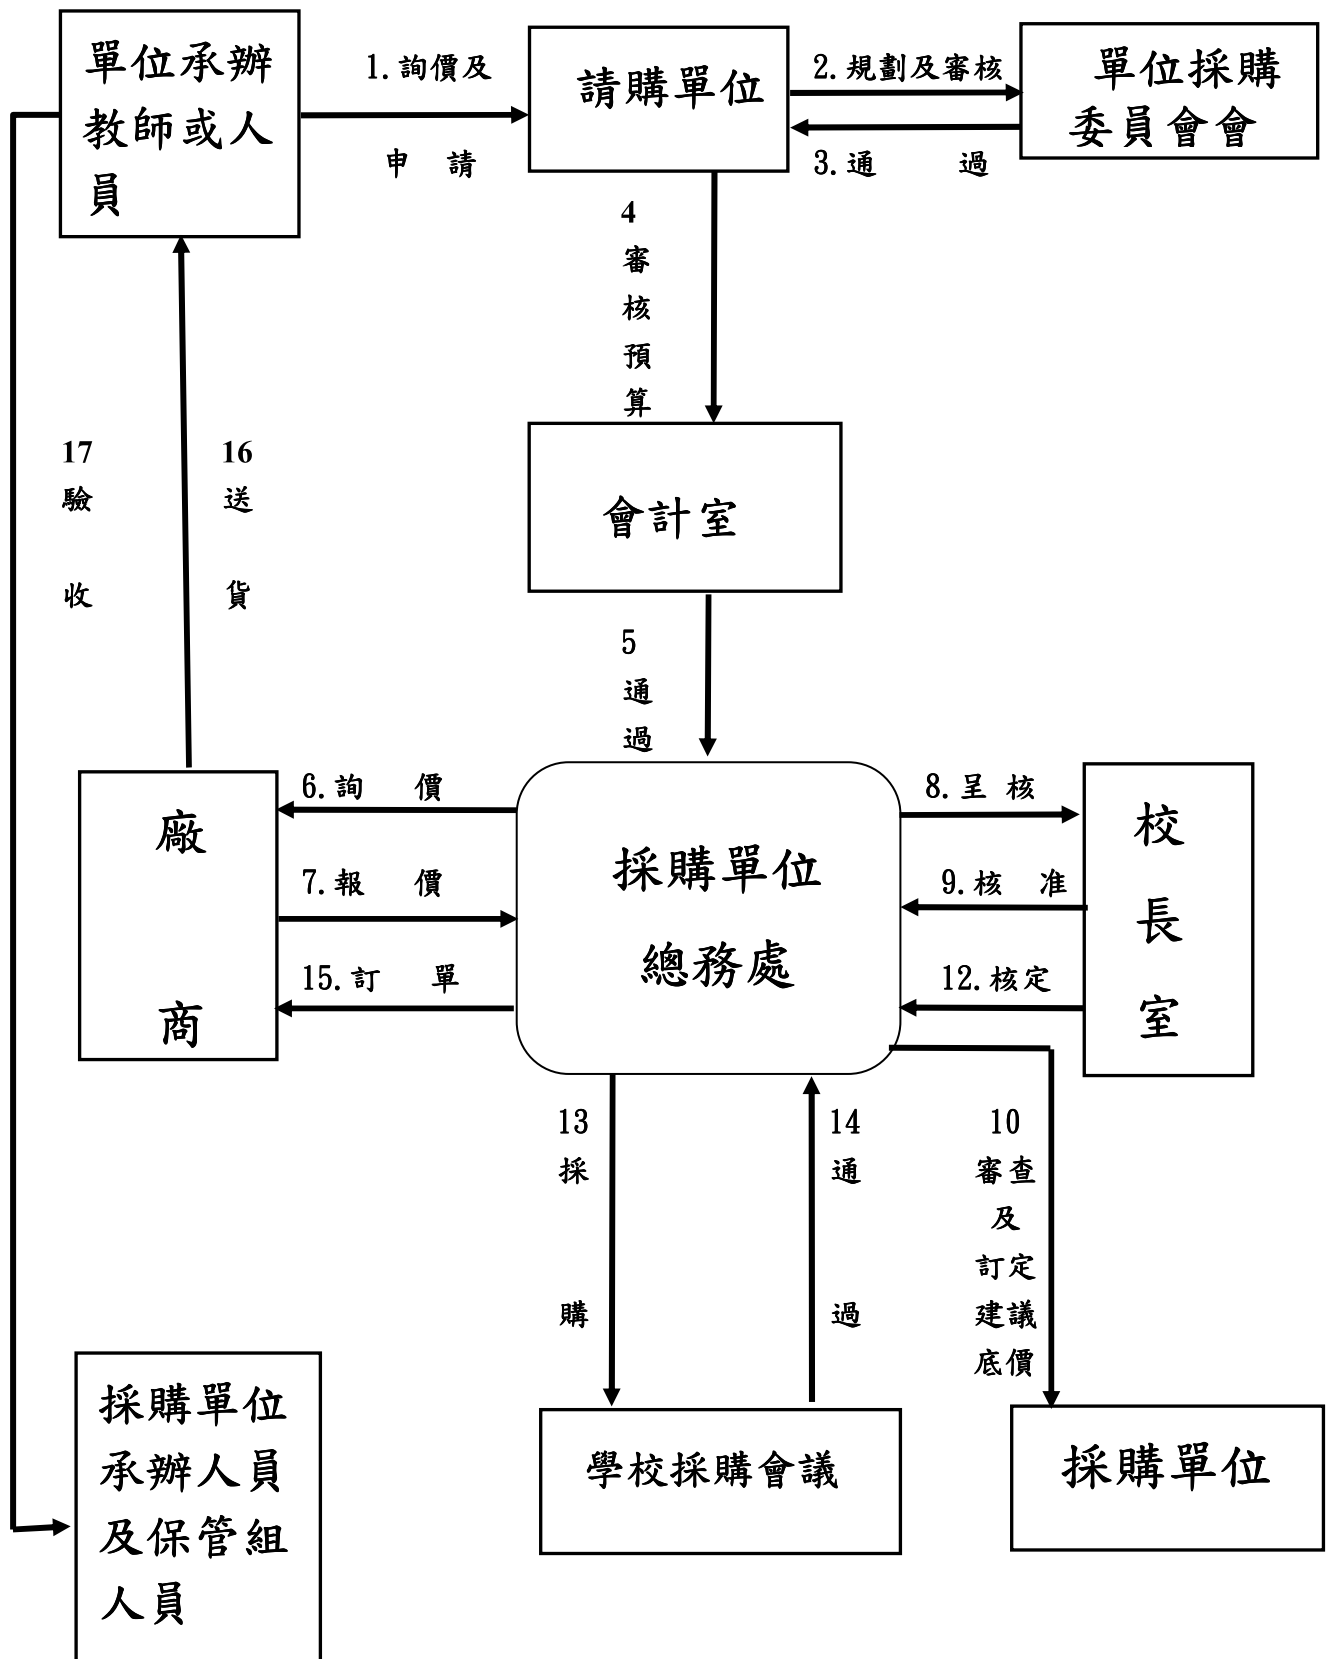 單位承辦
教師或人
員
1.詢價及
申 請
請購單位
2.規劃及審核
3.通 過
單位採購
委員會會
4
審
核
預
算
會計室
5
通
過
17
驗
收
16
送
貨
廠
商
6.詢 價
7.報 價
15.訂 單
採購單位
總務處
8.呈 核
9.核 准
12.核定
校
長
室
13
採
購
14
通
過
10
審查
及
訂定
建議
底價
採購單位
承辦人員
及保管組
人員
學校採購會議
採購單位